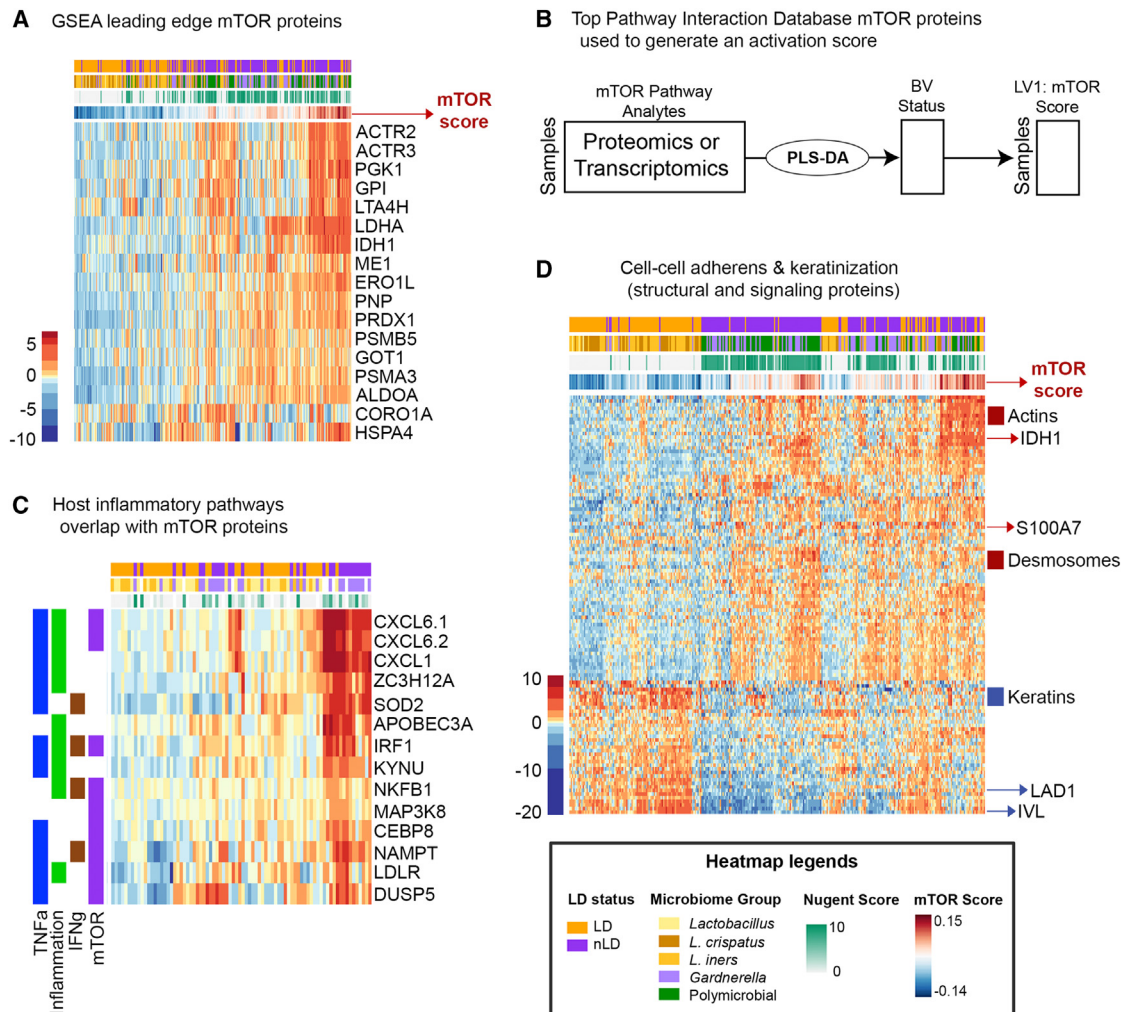 A GSEA leading edge mTOR proteins
mTOR
score
ACTR2
ACTR3
PGK1
GPI
LTA4H
LDHA
IDH1
ME1
ERO1L
PNP
PRDX1
PSMB5
GOT1
PSMA3
ALDOA
CORO1A
HSPA4
5
0
-5
-10
B Top Pathway Interaction Database mTOR proteins
used to generate an activation score
mTOR Pathway
Analytes
Samples
Proteomics or
Transcriptomics
PLS-DA
BV
Status
LV1: mTOR
Score
Samples
C Host inflammatory pathways
overlap with mTOR proteins
CXCL6.1
CXCL6.2
CXCL1
ZC3H12A
SOD2
APOBEC3A
IRF1
KYNU
NKFB1
MAP3K8
CEBP8
NAMPT
LDLR
DUSP5
TNFa
Inflammation
IFNg
mTOR
D Cell-cell adherens & keratinization
(structural and signaling proteins)
mTOR
score
Actins
IDH1
S100A7
Desmosomes
Keratins
LAD1
IVL
10
0
-10
-20
Heatmap legends
LD status
LD
nLD
Microbiome Group
Lactobacillus
L. crispatus
L. iners
Gardnerella
Polymicrobial
Nugent Score
10
0
mTOR Score
0.15
-0.14